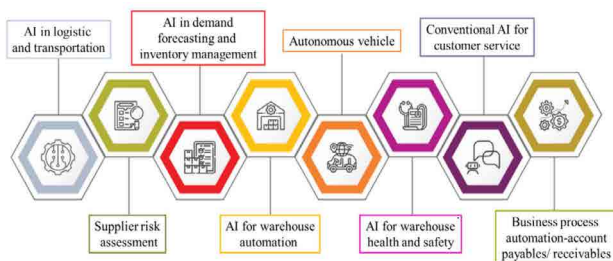 AI in logistic
and transportation
AI in demand
forecasting and
inventory management
Autonomous vehicle
Conventional AI for
customer service
Supplier risk
assessment
AI for warehouse
automation
AI for warehouse
health and safety
Business process
automation-account
payables/ receivables